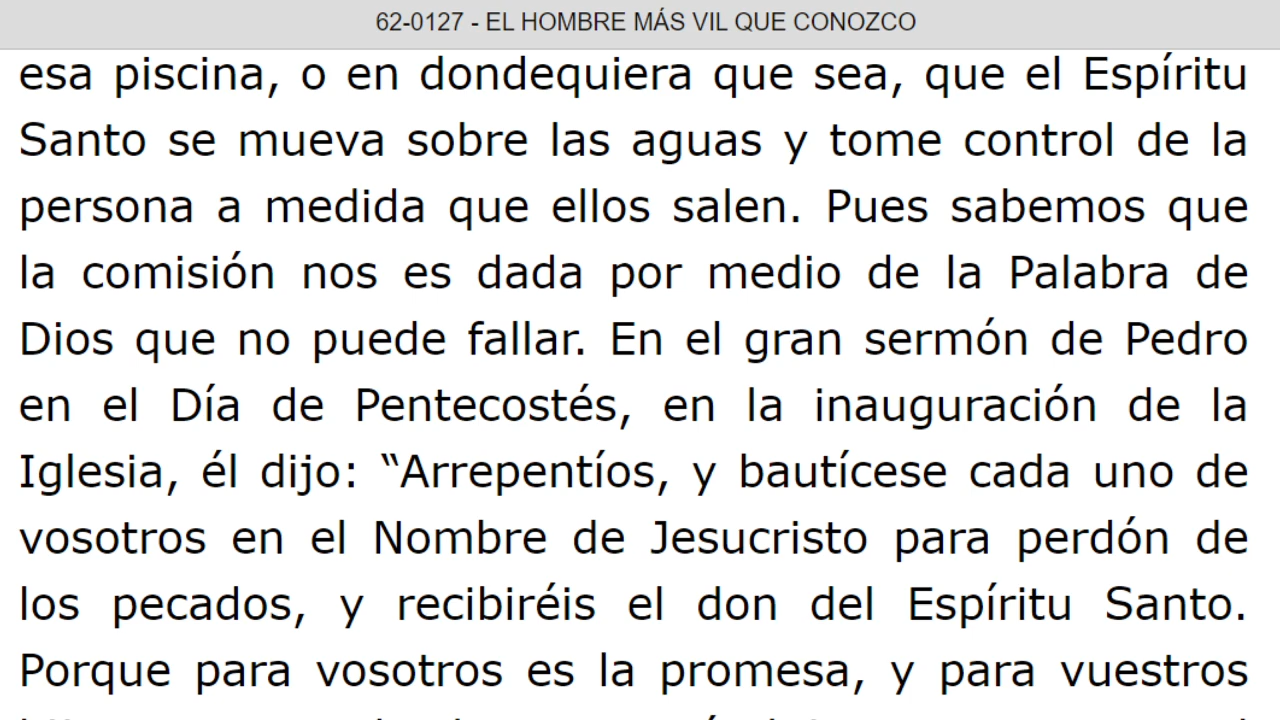 62-0127 - EL HOMBRE MÁS VIL QUE CONOZCO
esa piscina, o en dondequiera que sea, que el Espíritu
Santo se mueva sobre las aguas y tome control de la
persona a medida que ellos salen. Pues sabemos que
la comisión nos es dada por medio de la Palabra de
Dios que no puede fallar. En el gran sermón de Pedro
en el Día de Pentecostés, en la inauguración de la
Iglesia, él dijo: “Arrepentíos, y bautícese cada uno de
vosotros en el Nombre de Jesucristo para perdón de
los pecados, y recibiréis el don del Espíritu Santo.
Porque para vosotros es la promesa, y para vuestros